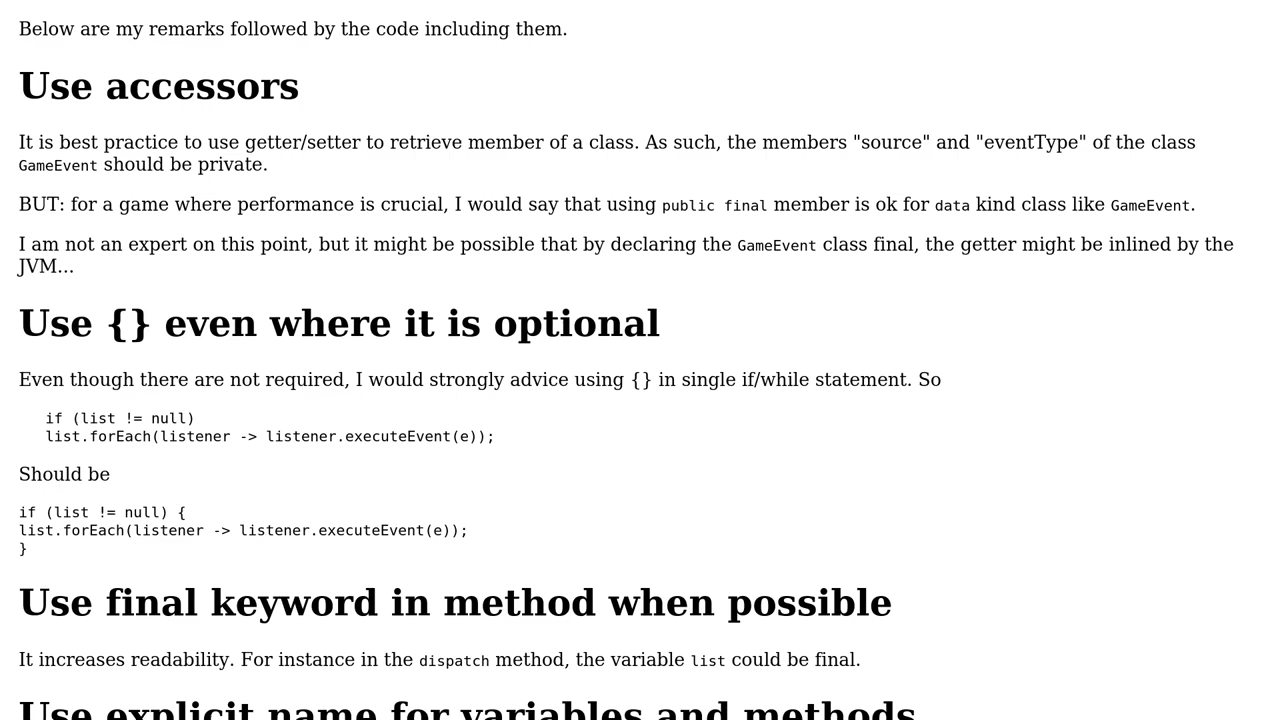 Below are my remarks followed by the code including them.
Use accessors
It is best practice to use getter/setter to retrieve member of a class. As such, the members "source" and "eventType" of the class
GameEvent should be private.
BUT: for a game where performance is crucial, I would say that using public final member is ok for data kind class like GameEvent.
I am not an expert on this point, but it might be possible that by declaring the GameEvent class final, the getter might be inlined by the
JVM...
Use {} even where it is optional
Even though there are not required, I would strongly advice using {} in single if/while statement. So
if (list != null)
list.forEach(listener -> listener.executeEvent(e));
Should be
if (list != null) {
list.forEach(listener -> listener.executeEvent(e));
}
Use final keyword in method when possible
It increases readability. For instance in the dispatch method, the variable list could be final.
Use explicit name for variables and methods